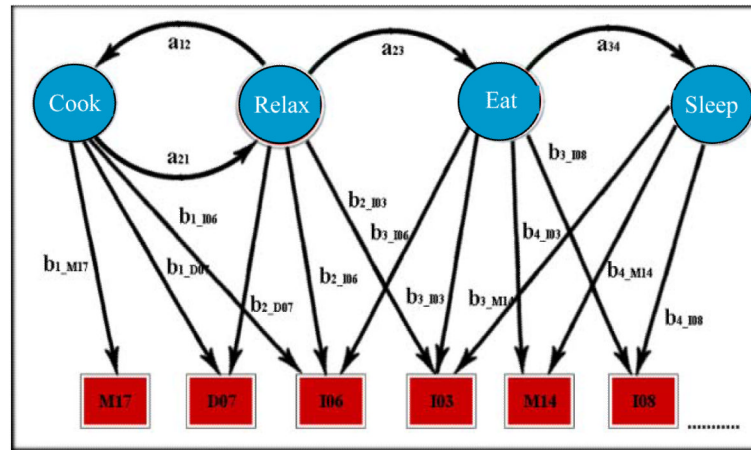 a12
a23
a34
Cook
Relax
Eat
Sleep
a21
b3_I08
b1_I06
b2_I03
b3_I06
b4_I03
b1_M17
b1_D07
b2_I06
b4_M14
b2_D07
b3_I03
b3_M14
b4_I08
M17
D07
I06
I03
M14
I08
...........